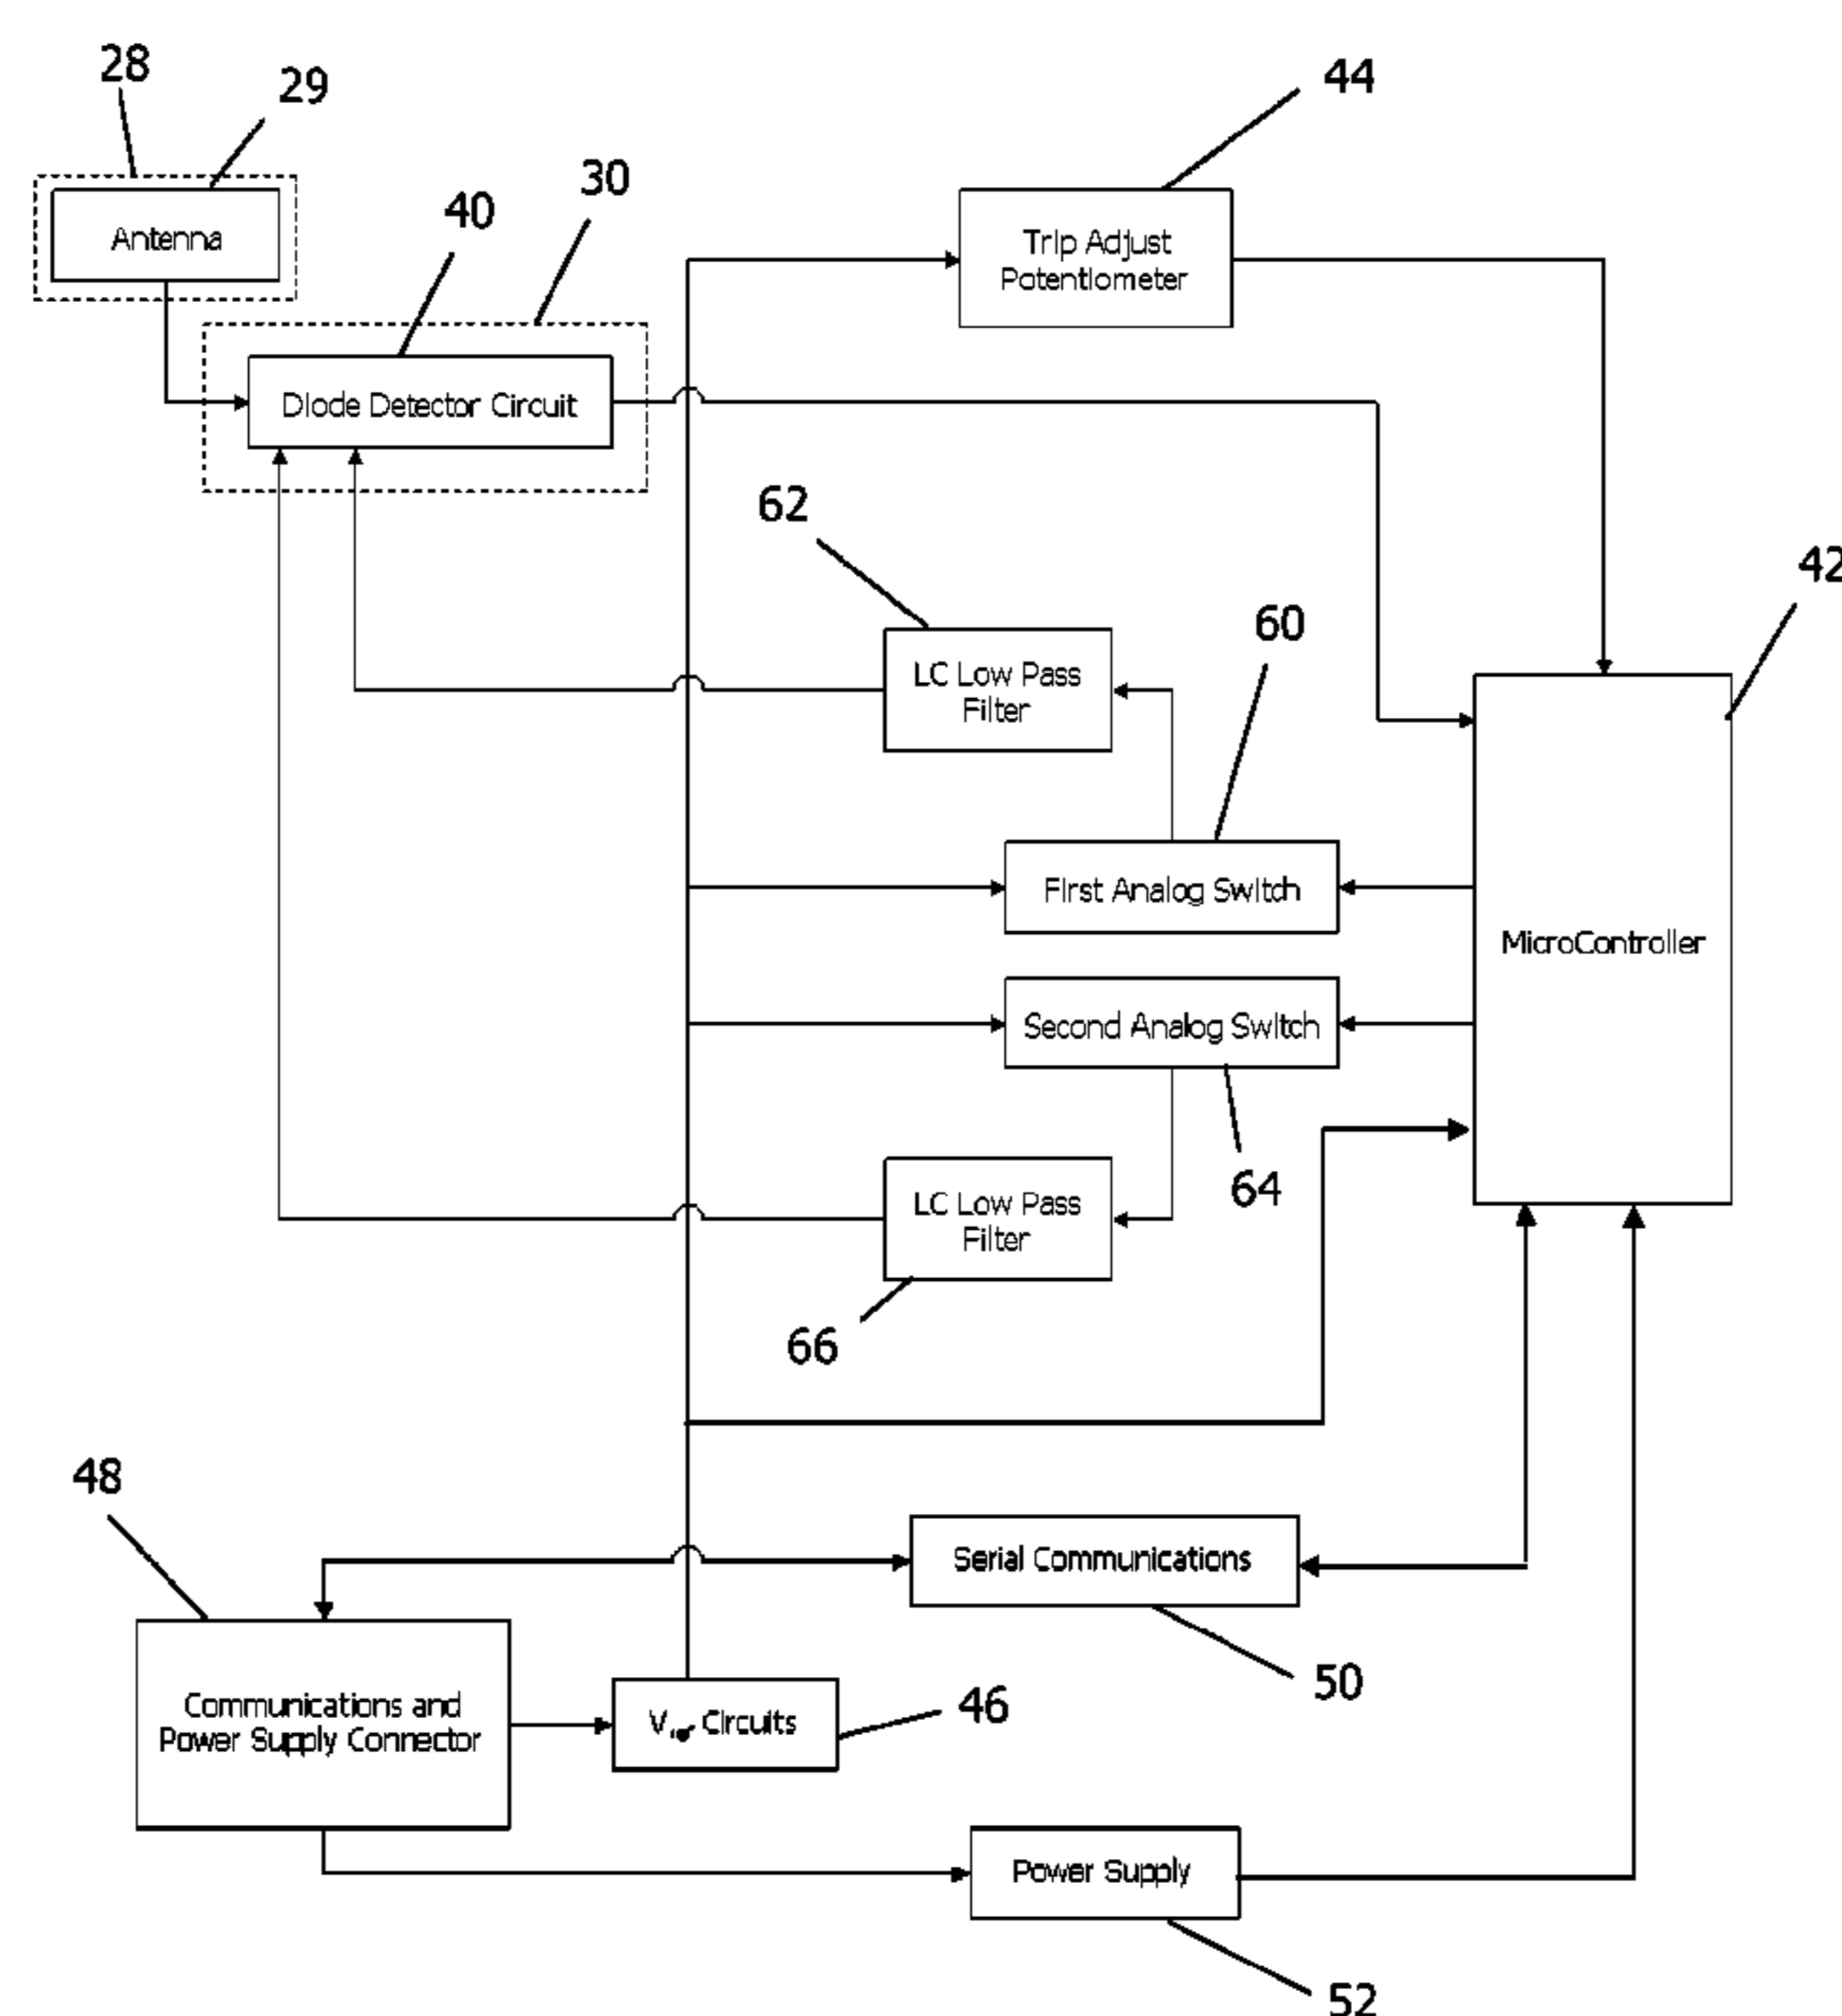 28
29
44
30
40
Antenna
Trip Adjust
Potentiometer
Diode Detector Circuit
62
42
60
LC Low Pass
Filter
First Analog Switch
MicroController
Second Analog Switch
64
LC Low Pass
Filter
66
48
Serial Communications
50
Communications and
Power Supply Connector
46
Circuits
Power Supply
52